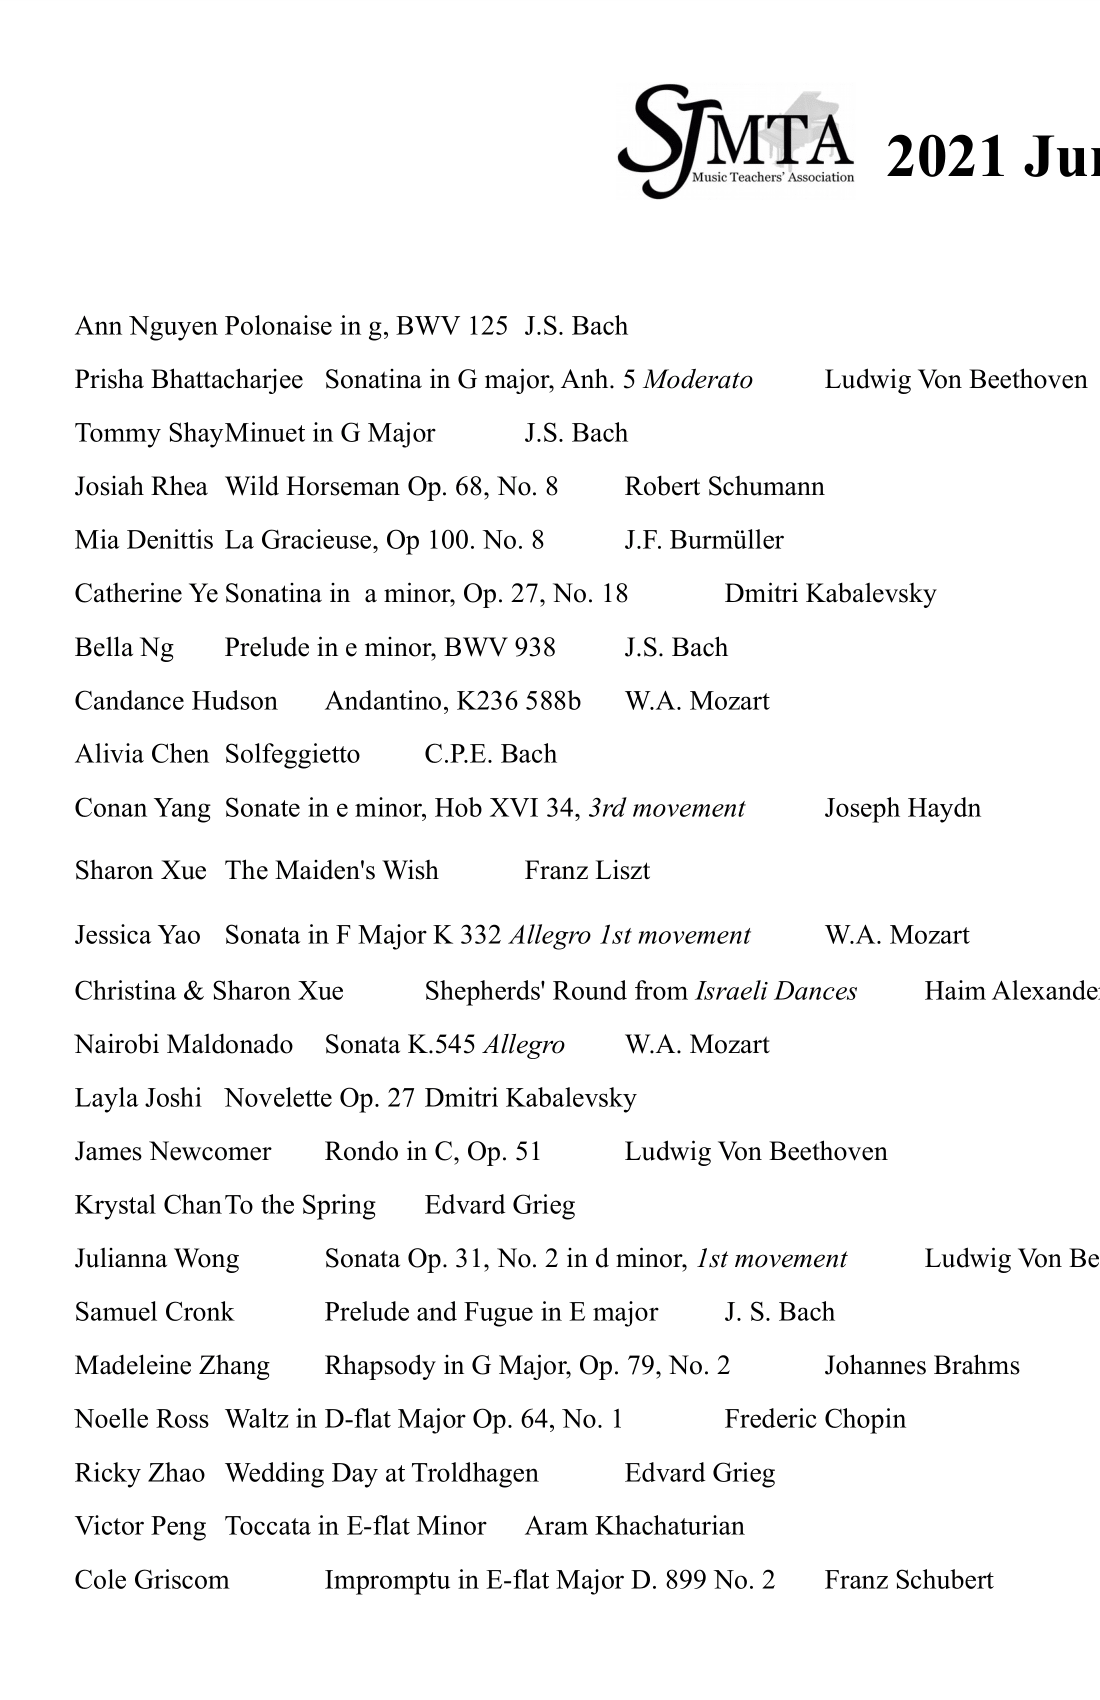 SJMTA
Music Teachers' Association
2021 Jun
Ann Nguyen Polonaise in g, BWV 125 J.S. Bach
Prisha Bhattacharjee Sonatina in G major, Anh. 5 Moderato Ludwig Von Beethoven
Tommy Shay Minuet in G Major J.S. Bach
Josiah Rhea Wild Horseman Op. 68, No. 8 Robert Schumann
Mia Denittis La Gracieuse, Op 100. No. 8 J.F. Burmüller
Catherine Ye Sonatina in a minor, Op. 27, No. 18 Dmitri Kabalevsky
Bella Ng Prelude in e minor, BWV 938 J.S. Bach
Candance Hudson Andantino, K236 588b W.A. Mozart
Alivia Chen Solfeggietto C.P.E. Bach
Conan Yang Sonate in e minor, Hob XVI 34, 3rd movement Joseph Haydn
Sharon Xue The Maiden's Wish Franz Liszt
Jessica Yao Sonata in F Major K 332 Allegro 1st movement W.A. Mozart
Christina & Sharon Xue Shepherds' Round from Israeli Dances Haim Alexander
Nairobi Maldonado Sonata K.545 Allegro W.A. Mozart
Layla Joshi Novelette Op. 27 Dmitri Kabalevsky
James Newcomer Rondo in C, Op. 51 Ludwig Von Beethoven
Krystal Chan To the Spring Edvard Grieg
Julianna Wong Sonata Op. 31, No. 2 in d minor, 1st movement Ludwig Von Be
Samuel Cronk Prelude and Fugue in E major J. S. Bach
Madeleine Zhang Rhapsody in G Major, Op. 79, No. 2 Johannes Brahms
Noelle Ross Waltz in D-flat Major Op. 64, No. 1 Frederic Chopin
Ricky Zhao Wedding Day at Troldhagen Edvard Grieg
Victor Peng Toccata in E-flat Minor Aram Khachaturian
Cole Griscom Impromptu in E-flat Major D. 899 No. 2 Franz Schubert